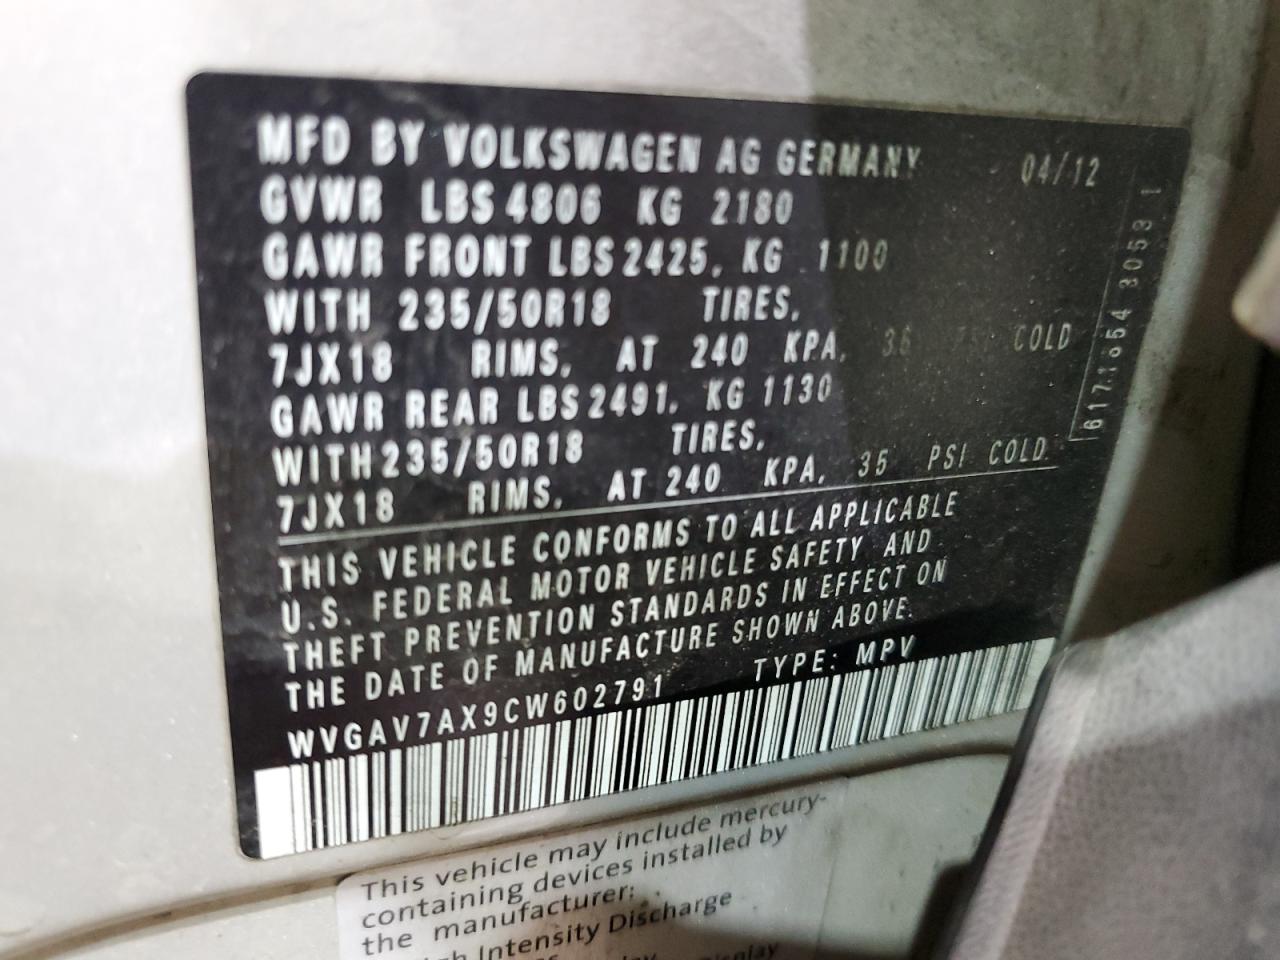 MFD BY VOLKSWAGEN AG GERMANY 04/12
GVWR LBS 4806 KG 2180
GAWR FRONT LBS 2425, KG 1100
WITH 235/50R18 TIRES,
7JX18 RIMS, AT 240 KPA, COLD
GAWR REAR LBS 2491, KG 1130
WITH 235/50R18 TIRES,
7JX18 RIMS, AT 240 KPA, 35 PSI COLD
THIS VEHICLE CONFORMS TO ALL APPLICABLE
U.S. FEDERAL MOTOR VEHICLE SAFETY AND
THEFT PREVENTION STANDARDS IN EFFECT ON
THE DATE OF MANUFACTURE SHOWN ABOVE.
WVGAV7AX9CW602791 TYPE: MPV
This vehicle may include mercury-
containing devices installed by
the manufacturer:
Intensity Discharge